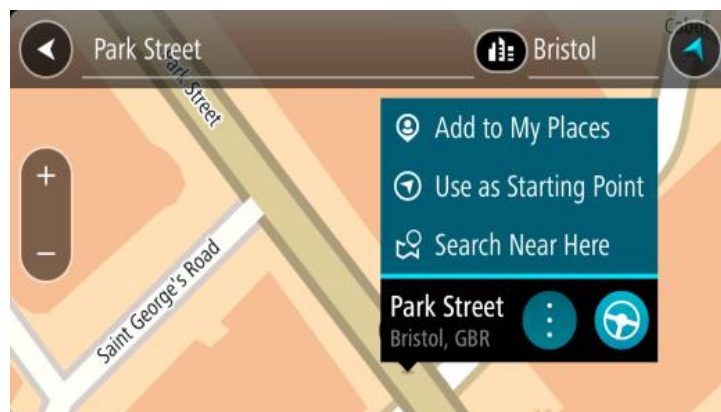 Park Street
Bristol
Cabot
Park Street
Add to My Places
Use as Starting Point
Search Near Here
Saint George's Road
Park Street
Bristol, GBR